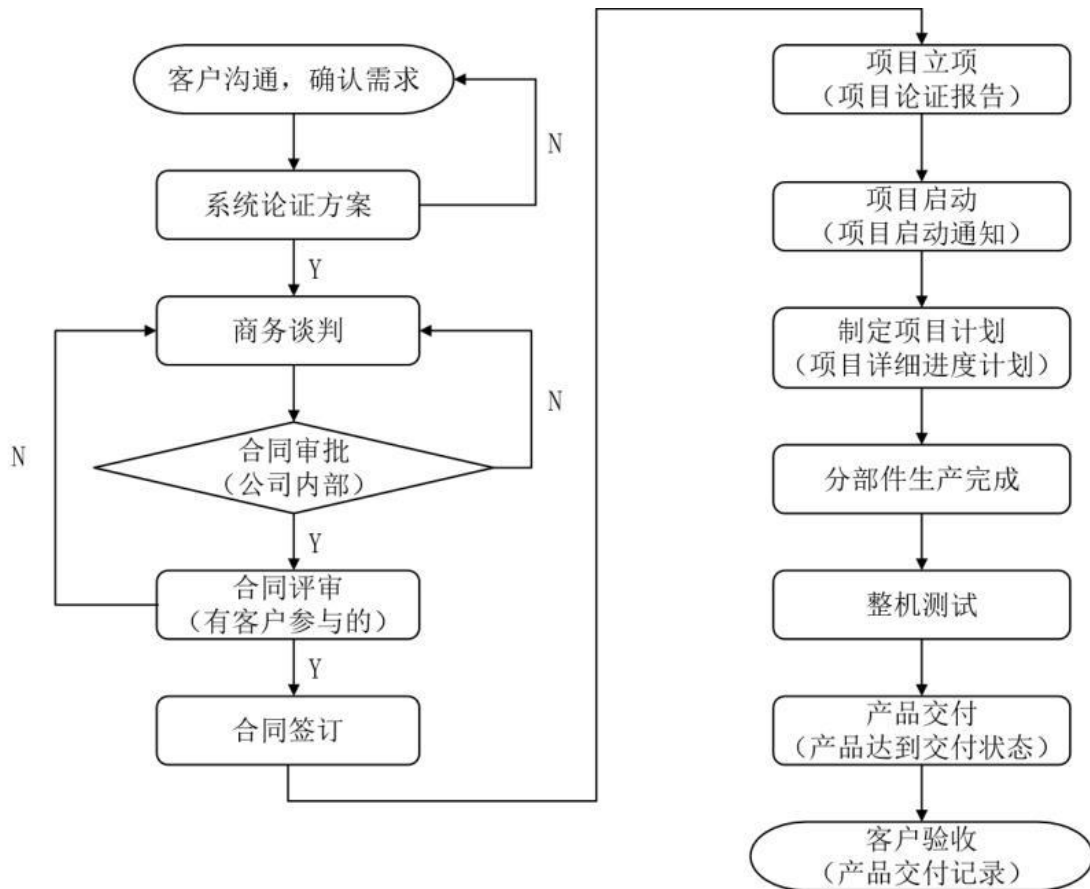 客户沟通，确认需求
N
系统论证方案
Y
商务谈判
N
合同审批
（公司内部）
N
Y
合同评审
（有客户参与的）
Y
合同签订
项目立项
（项目论证报告）
项目启动
（项目启动通知）
制定项目计划
（项目详细进度计划）
分部件生产完成
整机测试
产品交付
（产品达到交付状态）
客户验收
（产品交付记录）